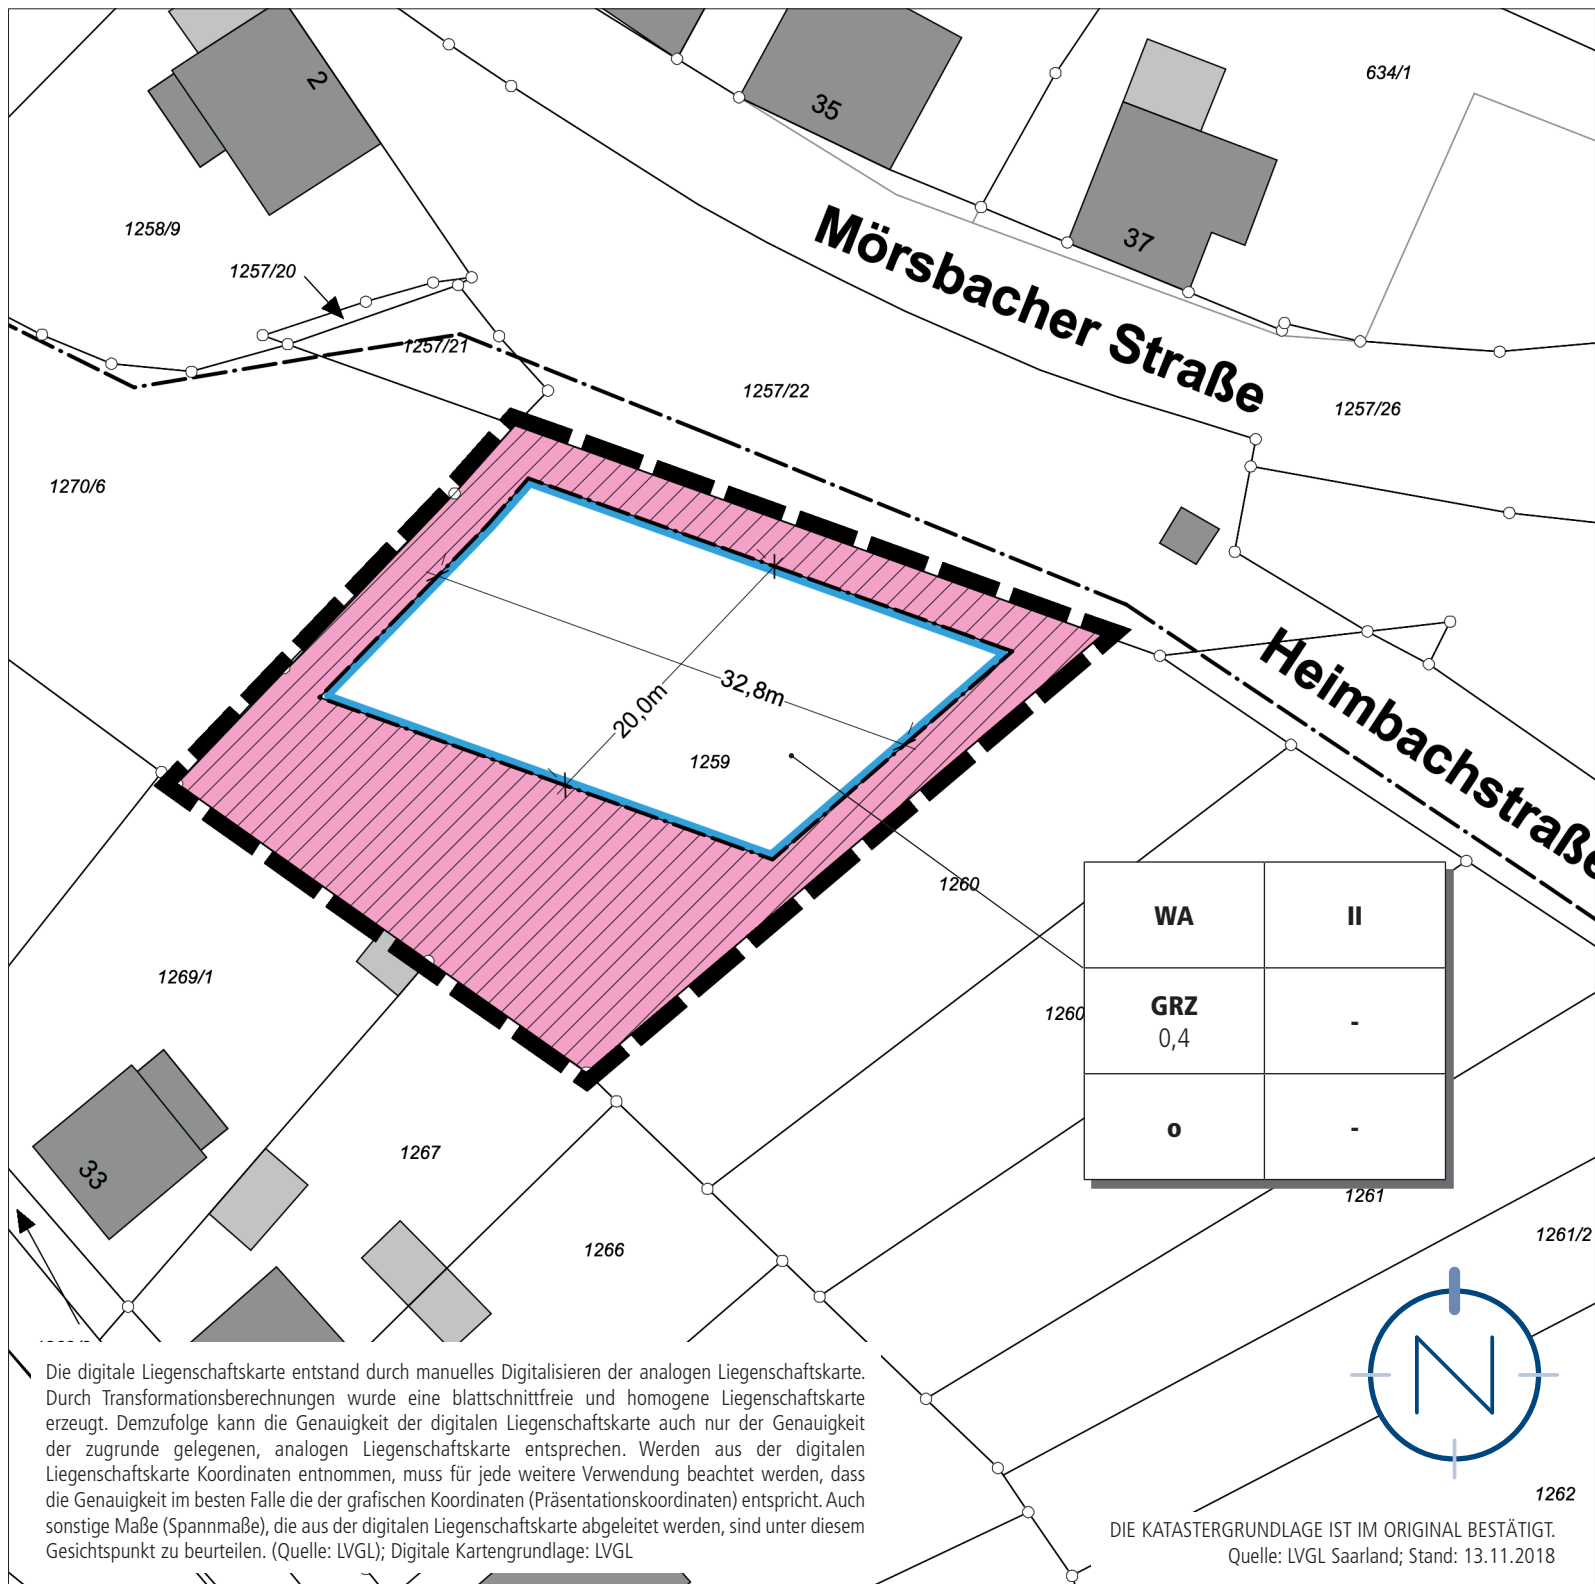 2
35
634/1
37
1258/9
1257/20
Mörsbacher Straße
1257/21
1257/22
1257/26
1270/6
Heimbachstraße
32,8m
20,0m
1259
1260
WA
II
GRZ
0,4
-
o
-
1260
1269/1
33
1267
1266
1261
1261/2
N
1262
Die digitale Liegenschaftskarte entstand durch manuelles Digitalisieren der analogen Liegenschaftskarte.
Durch Transformationsberechnungen wurde eine blattschnittfreie und homogene Liegenschaftskarte
erzeugt. Demzufolge kann die Genauigkeit der digitalen Liegenschaftskarte auch nur der Genauigkeit
der zugrunde gelegenen, analogen Liegenschaftskarte entsprechen. Werden aus der digitalen
Liegenschaftskarte Koordinaten entnommen, muss für jede weitere Verwendung beachtet werden, dass
die Genauigkeit im besten Falle die der grafischen Koordinaten (Präsentationskoordinaten) entspricht. Auch
sonstige Maße (Spannmaße), die aus der digitalen Liegenschaftskarte abgeleitet werden, sind unter diesem
Gesichtspunkt zu beurteilen. (Quelle: LVGL); Digitale Kartengrundlage: LVGL
DIE KATASTERGRUNDLAGE IST IM ORIGINAL BESTÄTIGT.
Quelle: LVGL Saarland; Stand: 13.11.2018